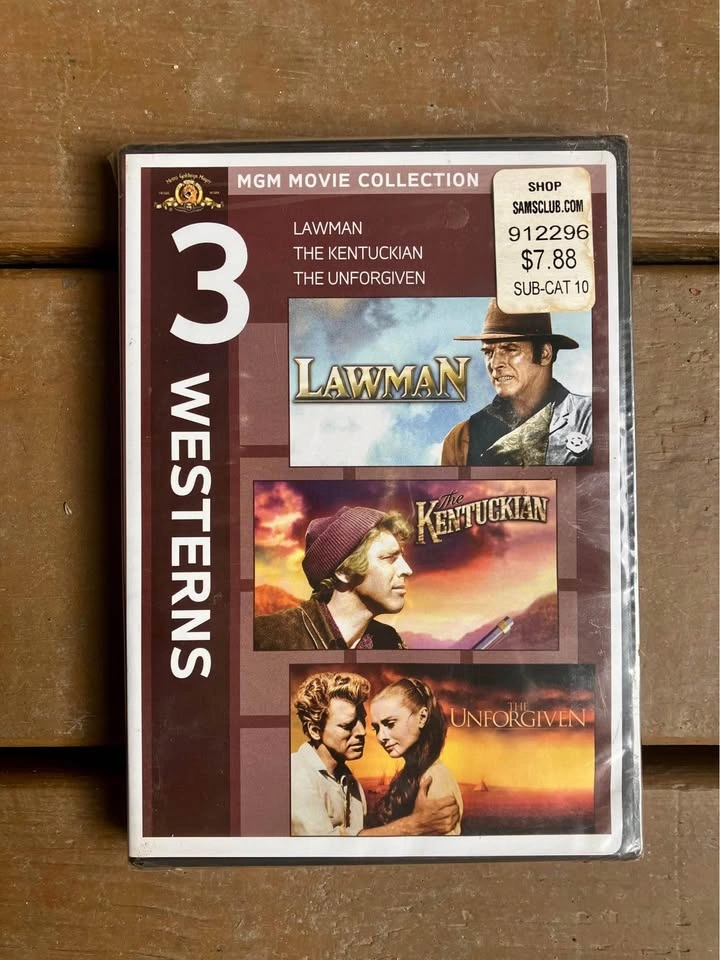 MGM MOVIE COLLECTION
3 WESTERNS
LAWMAN
THE KENTUCKIAN
THE UNFORGIVEN
SHOP
SAMSCLUB.COM
912296
$7.88
SUB-CAT 10
LAWMAN
The
KENTUCKIAN
THE
UNFORGIVEN